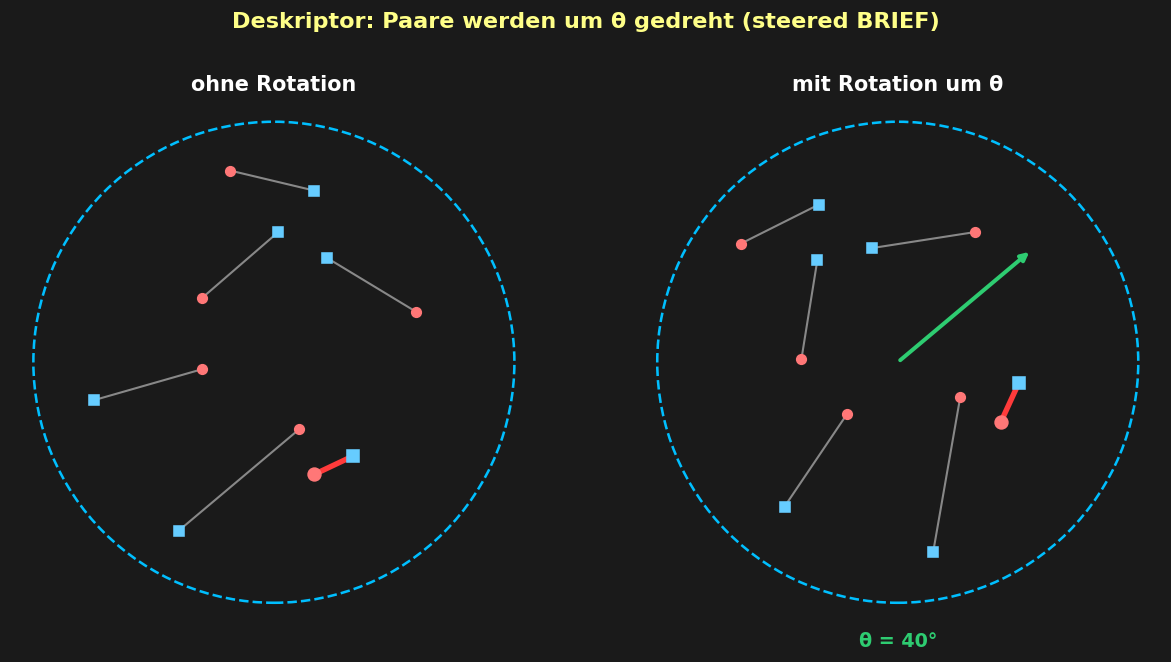 Deskriptor: Paare werden um θ gedreht (steered BRIEF)
ohne Rotation
mit Rotation um θ
θ = 40°